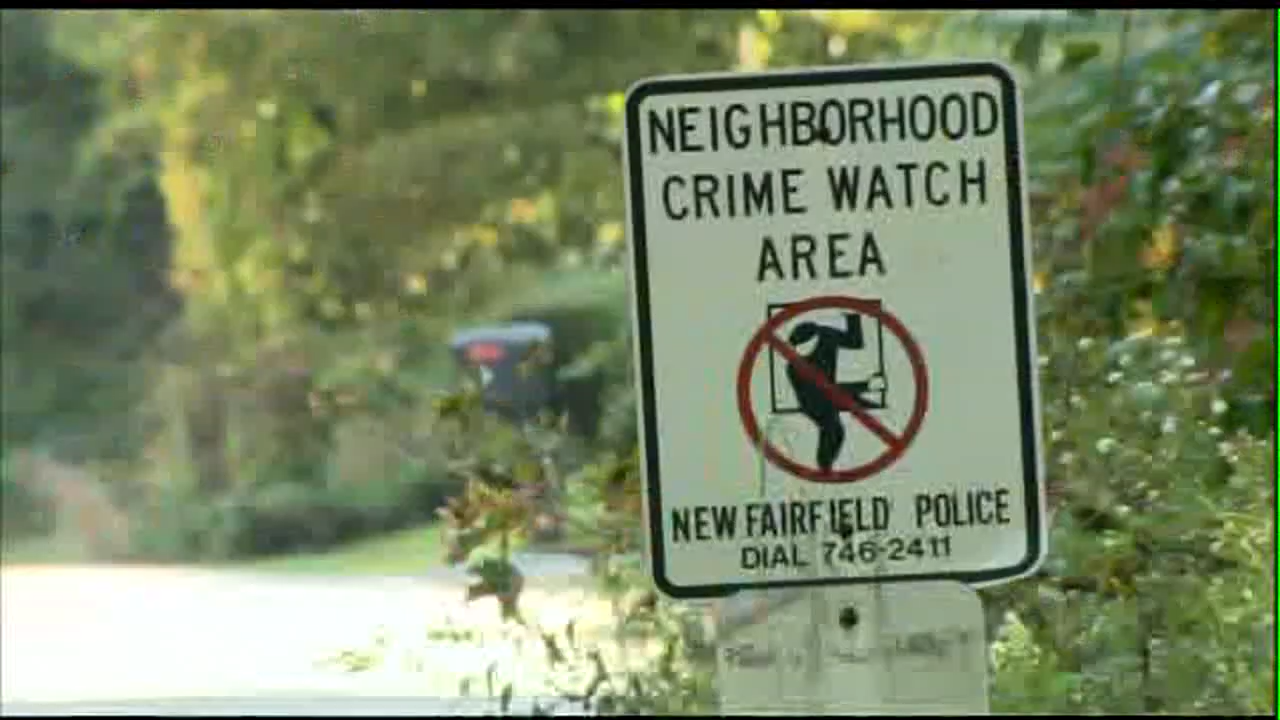 NEIGHBORHOOD
CRIME WATCH
AREA
NEW FAIRFIELD POLICE
DIAL 746-2411